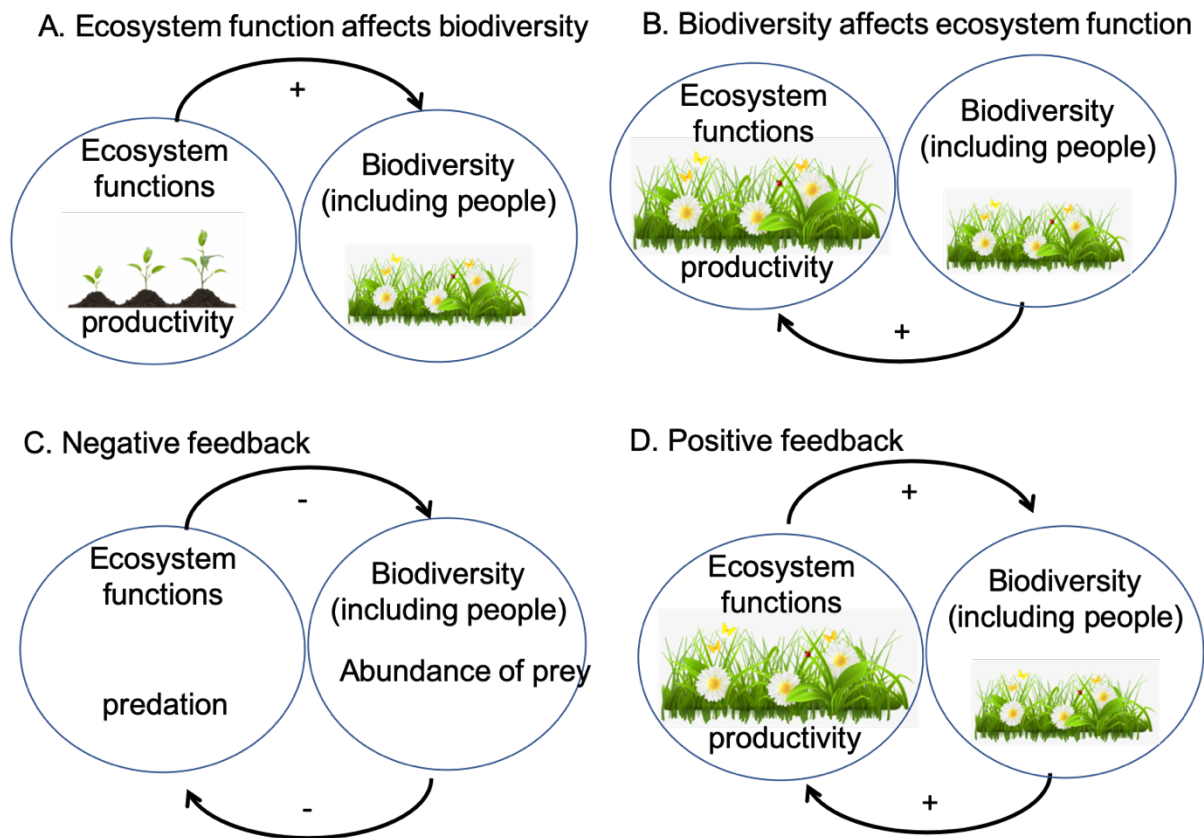 A. Ecosystem function affects biodiversity
+
Ecosystem
functions
productivity
Biodiversity
(including people)
B. Biodiversity affects ecosystem function
Ecosystem
functions
productivity
Biodiversity
(including people)
+
C. Negative feedback
-
Ecosystem
functions
predation
Biodiversity
(including people)
Abundance of prey
-
D. Positive feedback
+
Ecosystem
functions
productivity
Biodiversity
(including people)
+